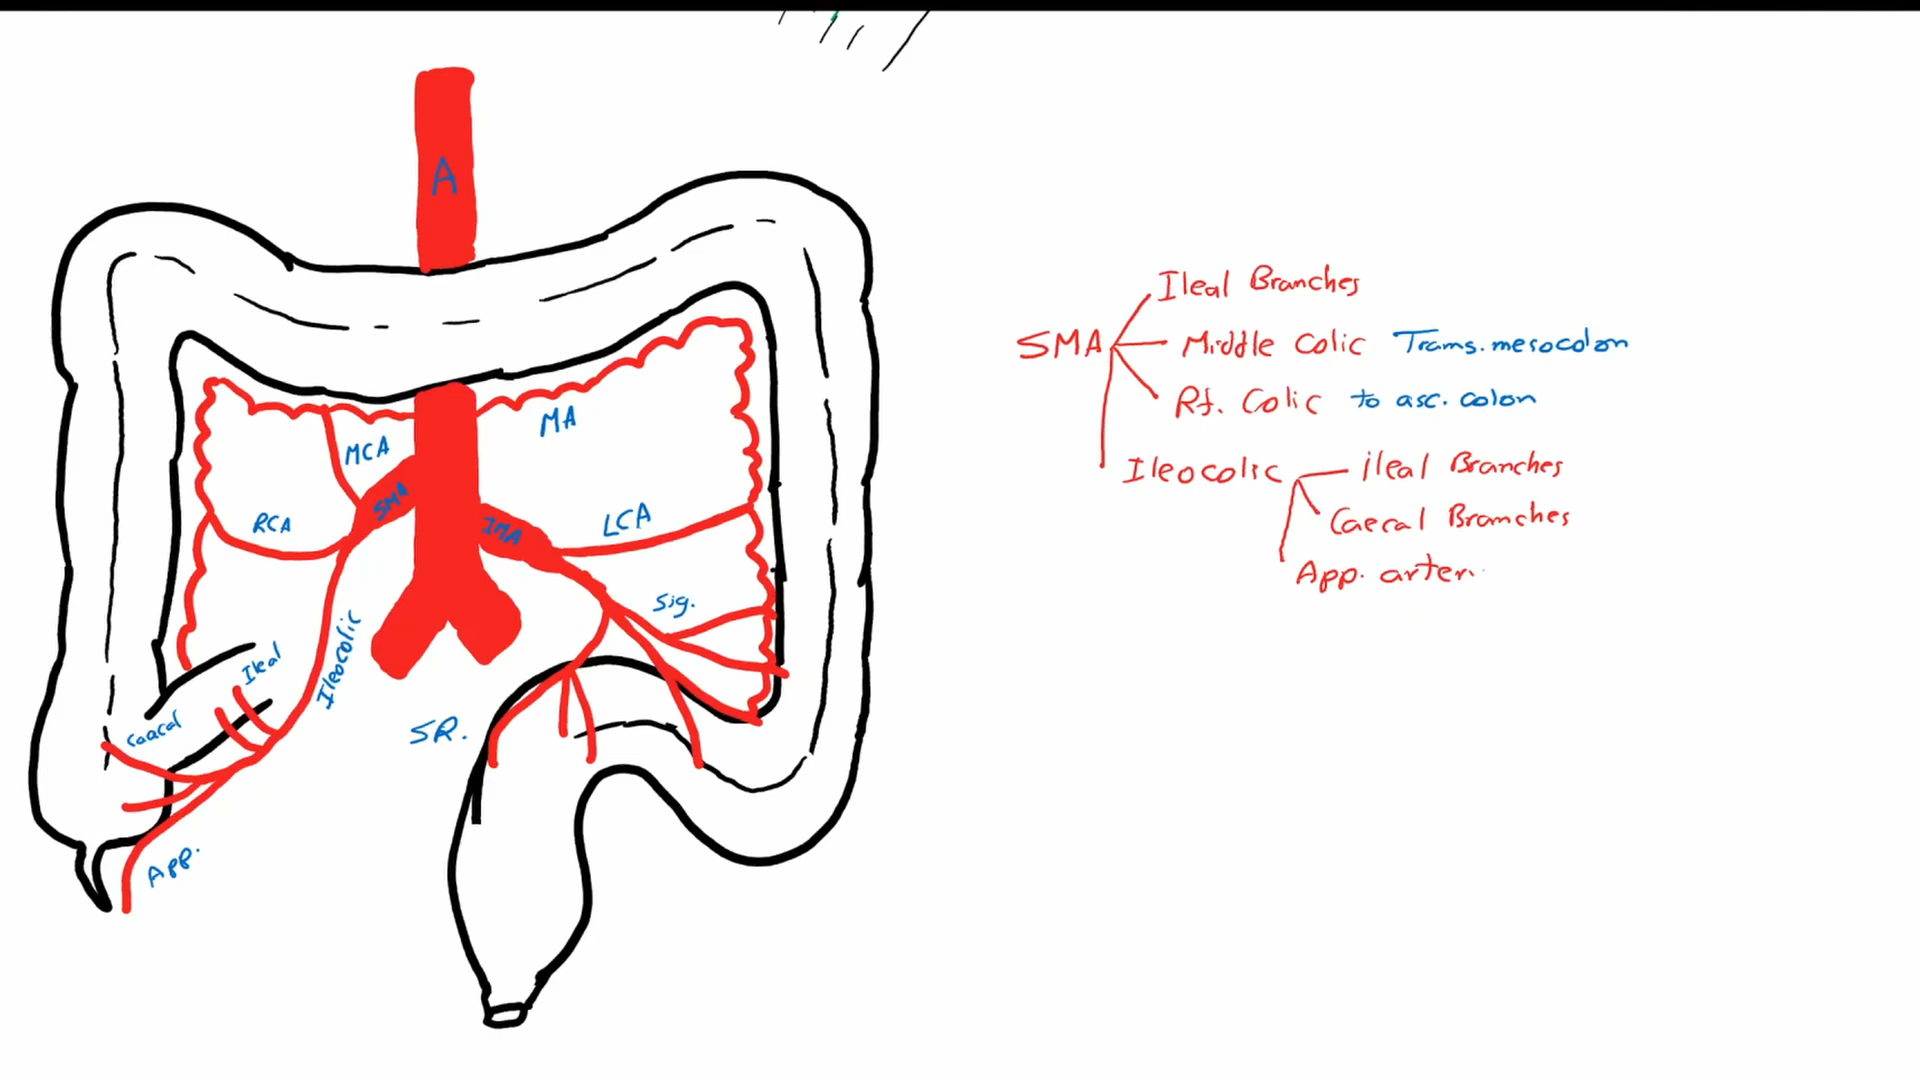 A
MCA
MA
SMA
RCA
IMA
LCA
Sig.
Ileocolic
Ileal
Caecal
SR.
App.
Ileal Branches
SMA
Middle Colic Trans.mesocolon
Rt. Colic to asc. colon
Ileocolic ileal Branches
Caecal Branches
App. arter